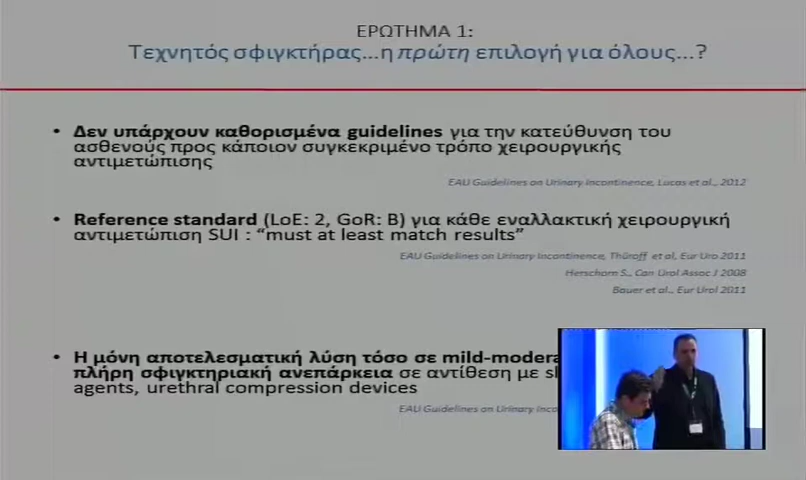 ΕΡΩΤΗΜΑ 1:
Τεχνητός σφιγκτήρας...η πρώτη επιλογή για όλους...?
• Δεν υπάρχουν καθορισμένα guidelines για την κατεύθυνση του
ασθενούς προς κάποιον συγκεκριμένο τρόπο χειρουργικής
αντιμετώπισης
EAU Guidelines on Urinary Incontinence, Lucas et al., 2012
• Reference standard (LoE: 2, GoR: B) για κάθε εναλλακτική χειρουργική
αντιμετώπιση SUI : “must at least match results”
EAU Guidelines on Urinary Incontinence, Thüroff et al, Eur Uro 2011
Herschorn S., Can Urol Assoc J 2008
Bauer et al., Eur Urol 2011
• Η μόνη αποτελεσματική λύση τόσο σε mild-modera
πλήρη σφιγκτηριακή ανεπάρκεια σε αντίθεση με sl
agents, urethral compression devices
EAU Guidelines on Urinary Inco